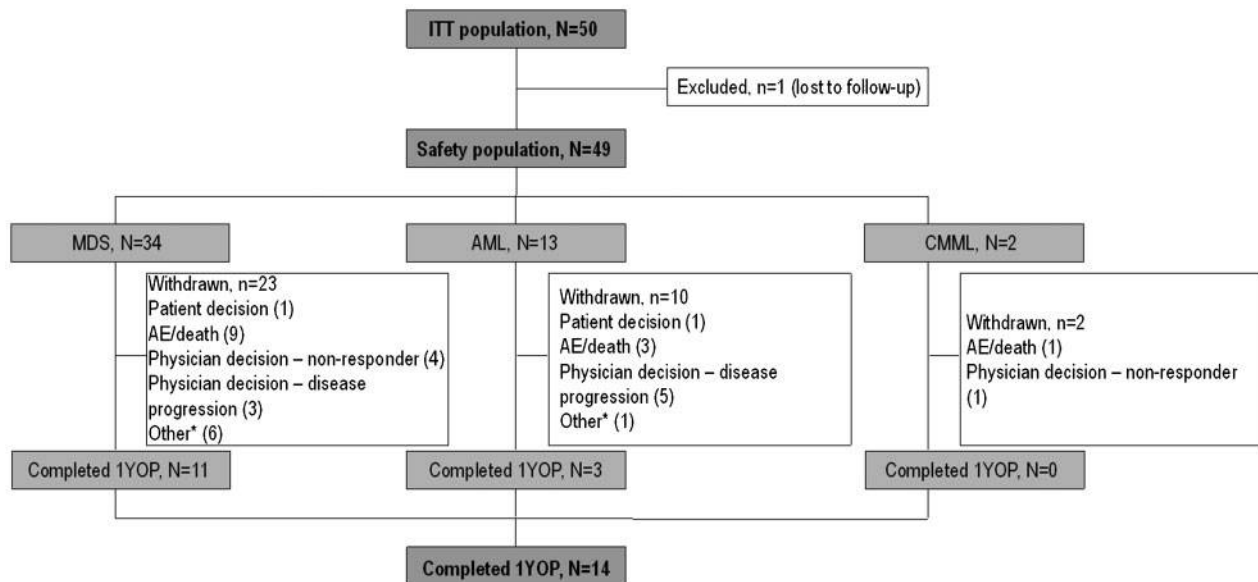 ITT population, N=50
Excluded, n=1 (lost to follow-up)
Safety population, N=49
MDS, N=34
AML, N=13
CMML, N=2
Withdrawn, n=23
Patient decision (1)
AE/death (9)
Physician decision – non-responder (4)
Physician decision – disease
progression (3)
Other* (6)
Withdrawn, n=10
Patient decision (1)
AE/death (3)
Physician decision – disease
progression (5)
Other* (1)
Withdrawn, n=2
AE/death (1)
Physician decision – non-responder
(1)
Completed 1YOP, N=11
Completed 1YOP, N=3
Completed 1YOP, N=0
Completed 1YOP, N=14